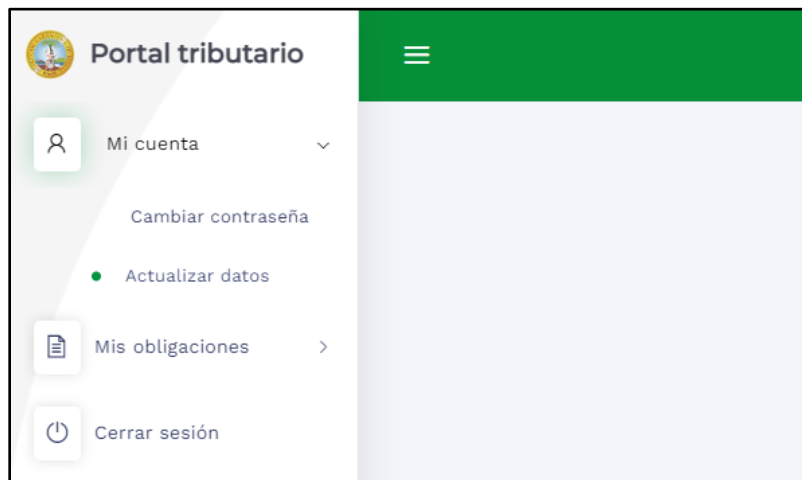 Portal tributario
Mi cuenta
Cambiar contraseña
Actualizar datos
Mis obligaciones
Cerrar sesión